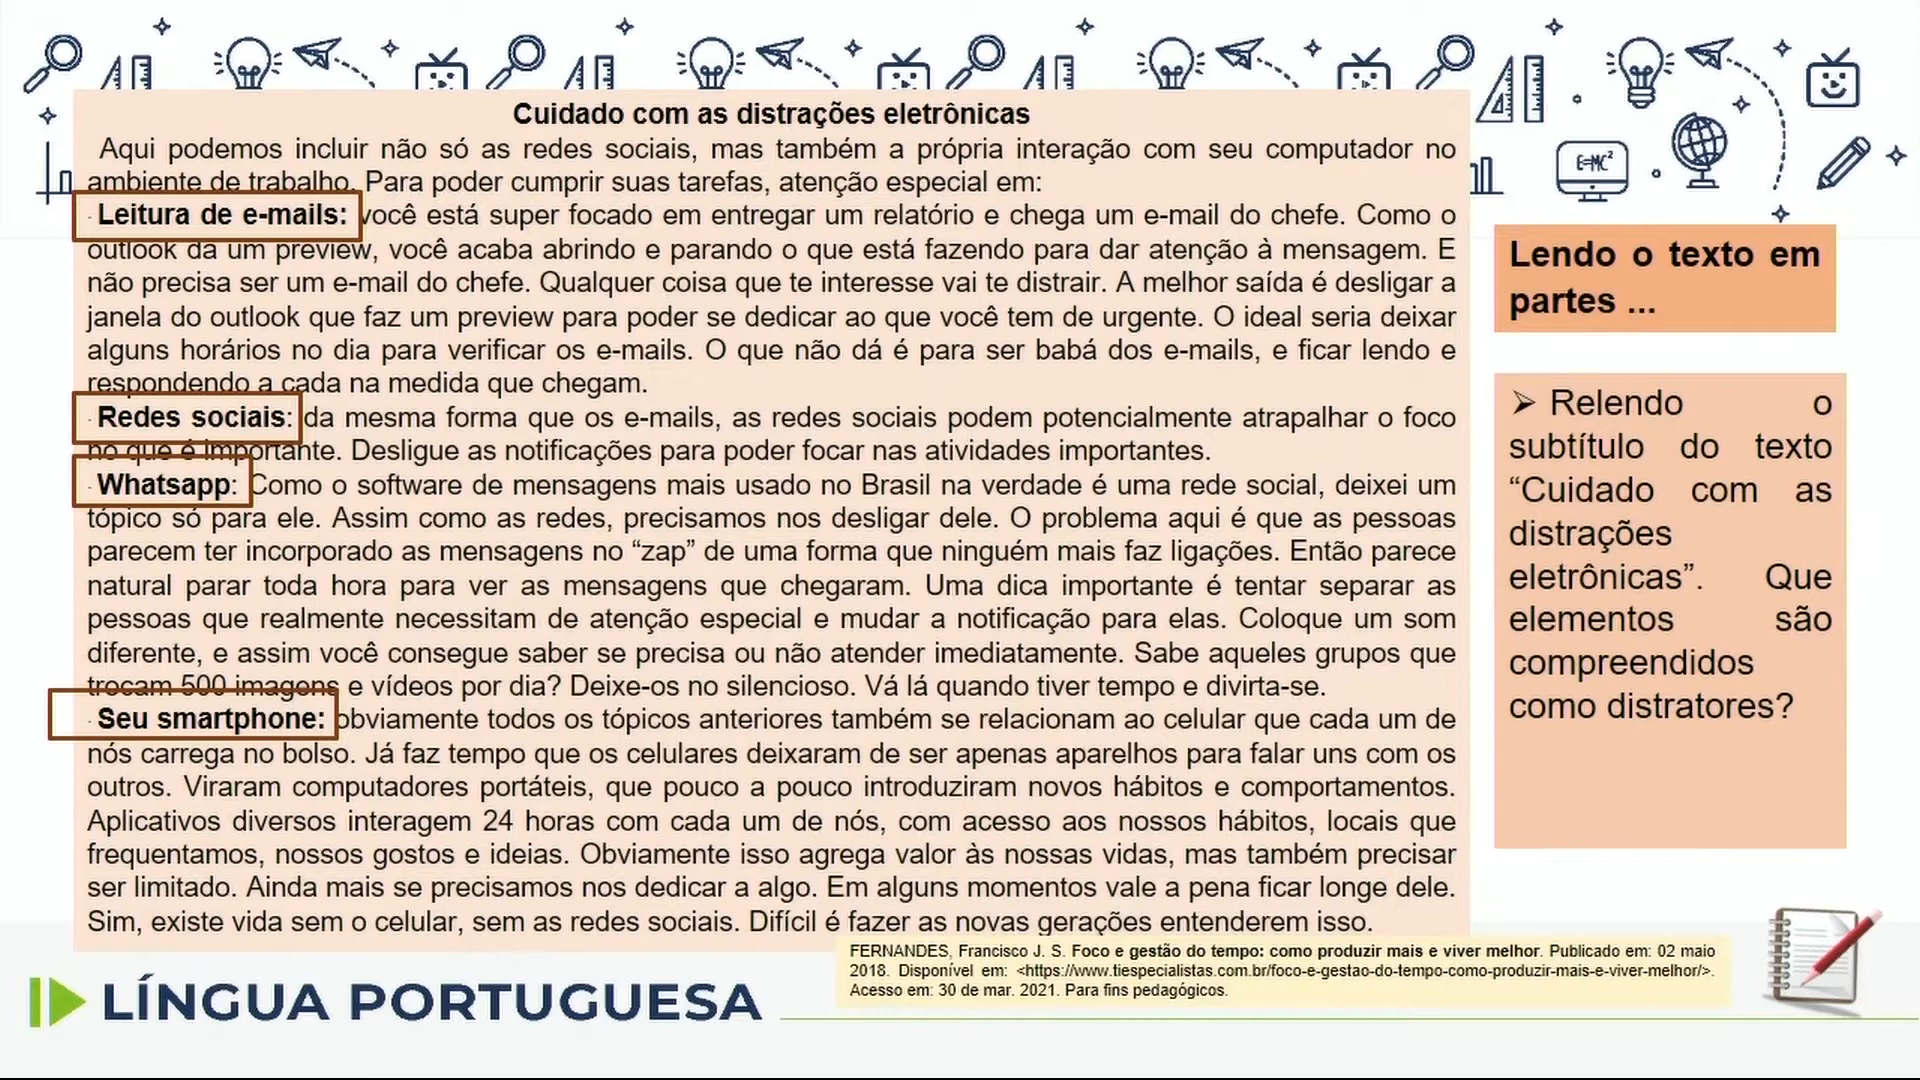 Cuidado com as distrações eletrônicas
Aqui podemos incluir não só as redes sociais, mas também a própria interação com seu computador no
ambiente de trabalho. Para poder cumprir suas tarefas, atenção especial em:
· Leitura de e-mails: você está super focado em entregar um relatório e chega um e-mail do chefe. Como o
outlook dá um preview, você acaba abrindo e parando o que está fazendo para dar atenção à mensagem. E
não precisa ser um e-mail do chefe. Qualquer coisa que te interesse vai te distrair. A melhor saída é desligar a
janela do outlook que faz um preview para poder se dedicar ao que você tem de urgente. O ideal seria deixar
alguns horários no dia para verificar os e-mails. O que não dá é para ser babá dos e-mails, e ficar lendo e
respondendo a cada na medida que chegam.
· Redes sociais: da mesma forma que os e-mails, as redes sociais podem potencialmente atrapalhar o foco
no que é importante. Desligue as notificações para poder focar nas atividades importantes.
· Whatsapp: Como o software de mensagens mais usado no Brasil na verdade é uma rede social, deixei um
tópico só para ele. Assim como as redes, precisamos nos desligar dele. O problema aqui é que as pessoas
parecem ter incorporado as mensagens no “zap” de uma forma que ninguém mais faz ligações. Então parece
natural parar toda hora para ver as mensagens que chegaram. Uma dica importante é tentar separar as
pessoas que realmente necessitam de atenção especial e mudar a notificação para elas. Coloque um som
diferente, e assim você consegue saber se precisa ou não atender imediatamente. Sabe aqueles grupos que
trocam 500 imagens e vídeos por dia? Deixe-os no silencioso. Vá lá quando tiver tempo e divirta-se.
· Seu smartphone: obviamente todos os tópicos anteriores também se relacionam ao celular que cada um de
nós carrega no bolso. Já faz tempo que os celulares deixaram de ser apenas aparelhos para falar uns com os
outros. Viraram computadores portáteis, que pouco a pouco introduziram novos hábitos e comportamentos.
Aplicativos diversos interagem 24 horas com cada um de nós, com acesso aos nossos hábitos, locais que
frequentamos, nossos gostos e ideias. Obviamente isso agrega valor às nossas vidas, mas também precisar
ser limitado. Ainda mais se precisamos nos dedicar a algo. Em alguns momentos vale a pena ficar longe dele.
Sim, existe vida sem o celular, sem as redes sociais. Difícil é fazer as novas gerações entenderem isso.
E=MC²
Lendo o texto em
partes ...
➢ Relendo o
subtítulo do texto
“Cuidado com as
distrações
eletrônicas”. Que
elementos são
compreendidos
como distratores?
FERNANDES, Francisco J. S. Foco e gestão do tempo: como produzir mais e viver melhor. Publicado em: 02 maio
2018. Disponível em: <https://www.tiespecialistas.com.br/foco-e-gestao-do-tempo-como-produzir-mais-e-viver-melhor/>.
Acesso em: 30 de mar. 2021. Para fins pedagógicos.
LÍNGUA PORTUGUESA